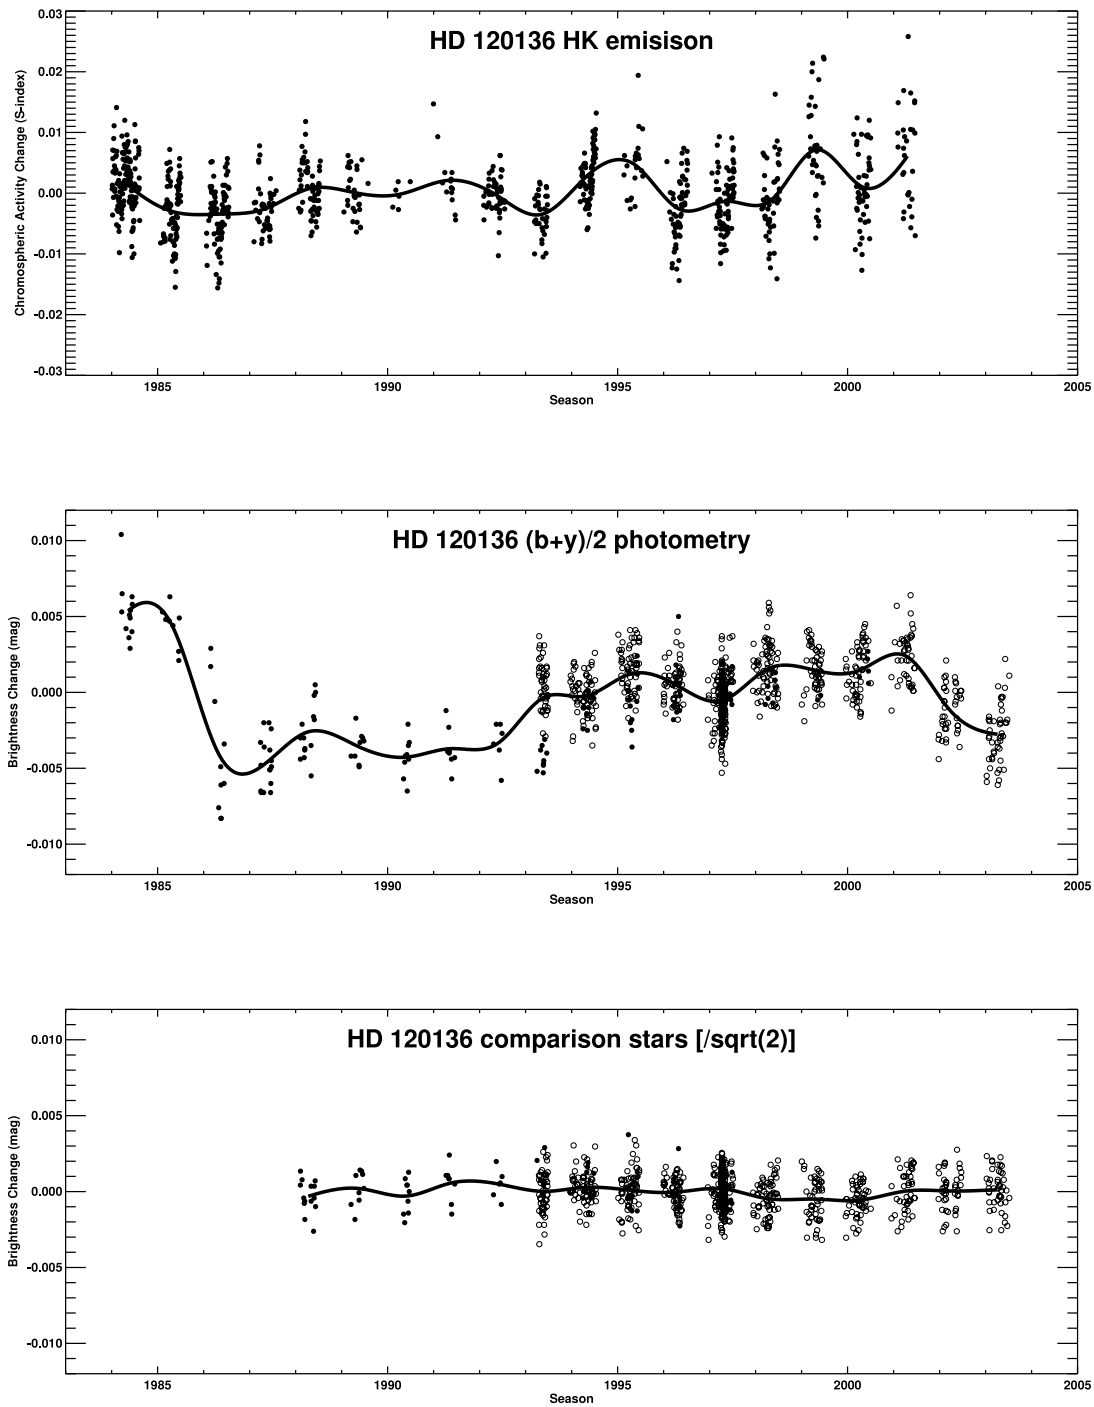 HD 120136 HK emisison
Chromospheric Activity Change (S-index)
0.03
0.02
0.01
0.00
-0.01
-0.02
-0.03
1985 1990 1995 2000 2005
Season
HD 120136 (b+y)/2 photometry
Brightness Change (mag)
0.010
0.005
0.000
-0.005
-0.010
1985 1990 1995 2000 2005
Season
HD 120136 comparison stars [/sqrt(2)]
Brightness Change (mag)
0.010
0.005
0.000
-0.005
-0.010
1985 1990 1995 2000 2005
Season